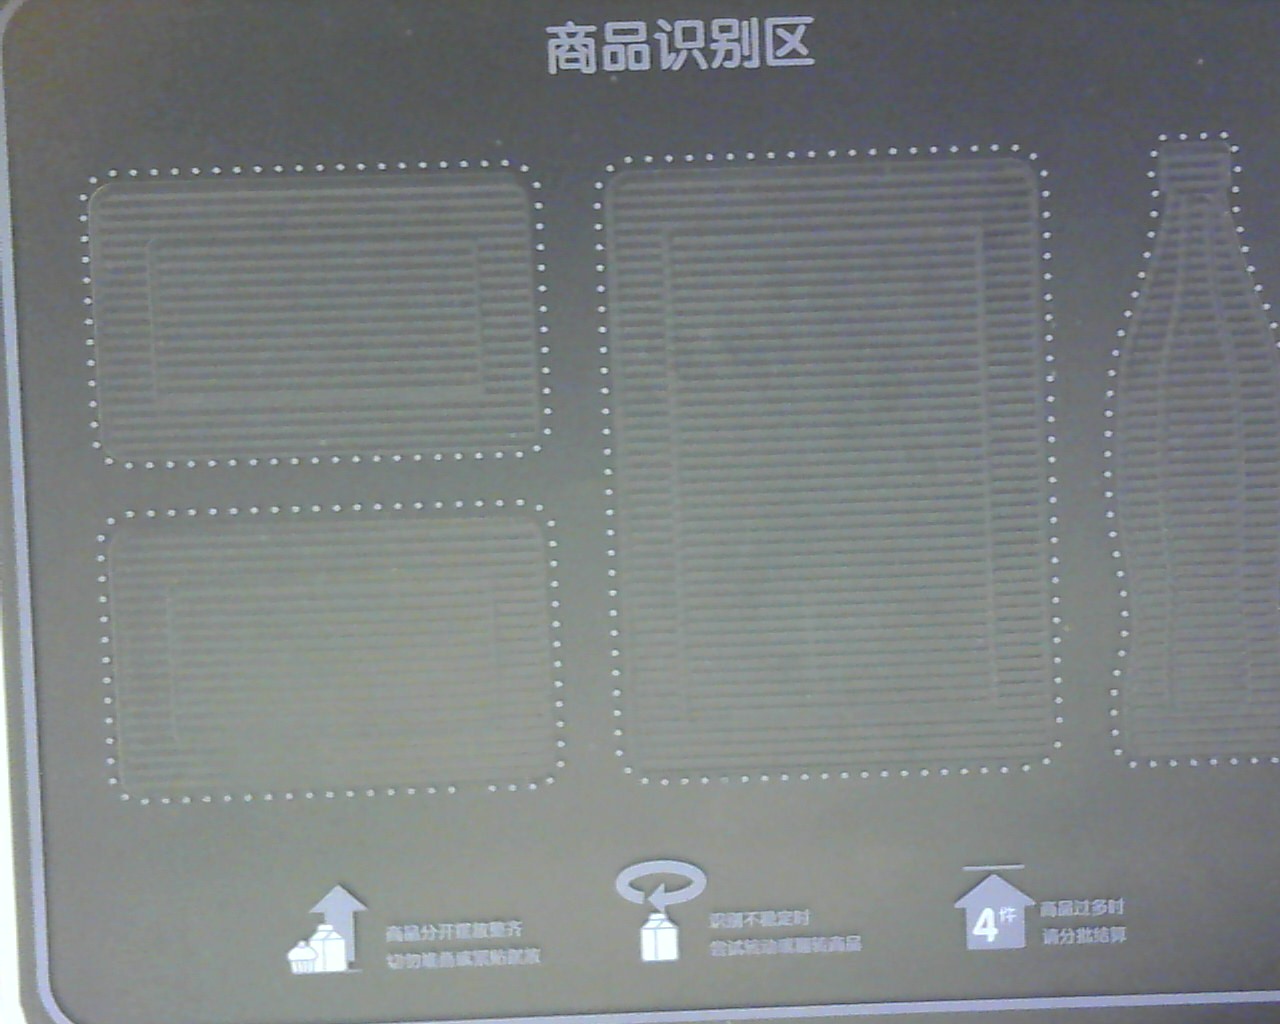 商品识别区
商品分开摆放整齐
切勿堆叠或紧贴摆放
识别不稳定时
尝试转动或翻转商品
4件
商品过多时
请分批结算